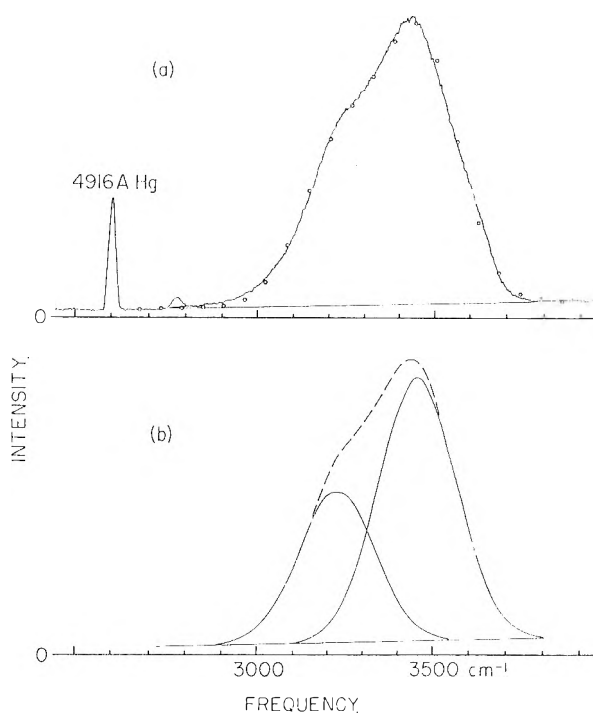 (a)
4916A Hg
0
(b)
0
3000
3500 cm⁻¹
INTENSITY
FREQUENCY